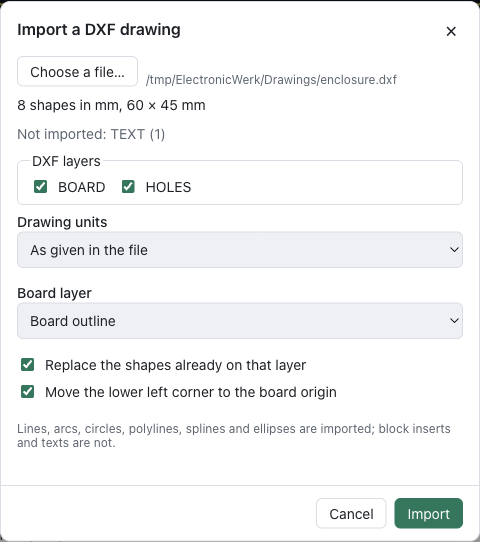 Import a DXF drawing
Choose a file...
/tmp/ElectronicWerk/Drawings/enclosure.dxf
8 shapes in mm, 60 × 45 mm
Not imported: TEXT (1)
DXF layers
BOARD
HOLES
Drawing units
As given in the file
Board layer
Board outline
Replace the shapes already on that layer
Move the lower left corner to the board origin
Lines, arcs, circles, polylines, splines and ellipses are imported; block inserts
and texts are not.
Cancel
Import